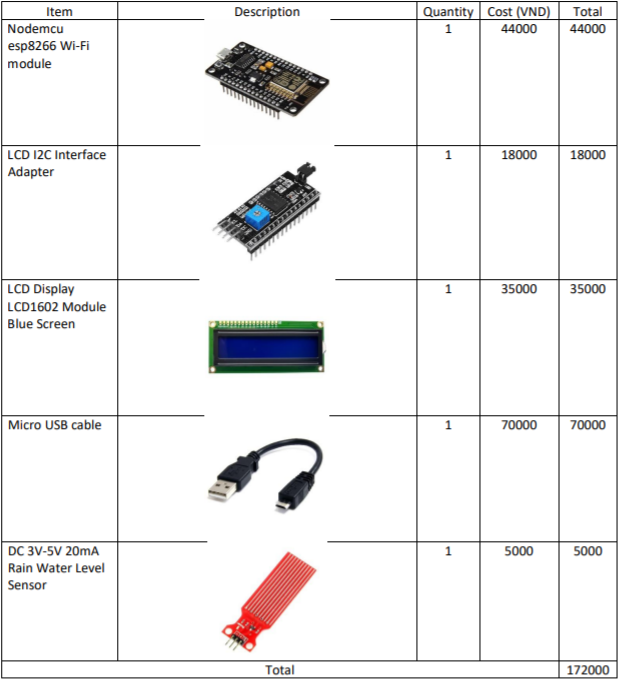 Item Description Quantity Cost (VND) Total
Nodemcu 1 44000 44000
esp8266 Wi-Fi
module
LCD I2C Interface 1 18000 18000
Adapter
LCD Display 1 35000 35000
LCD1602 Module
Blue Screen
Micro USB cable 1 70000 70000
DC 3V-5V 20mA 1 5000 5000
Rain Water Level
Sensor
Total 172000